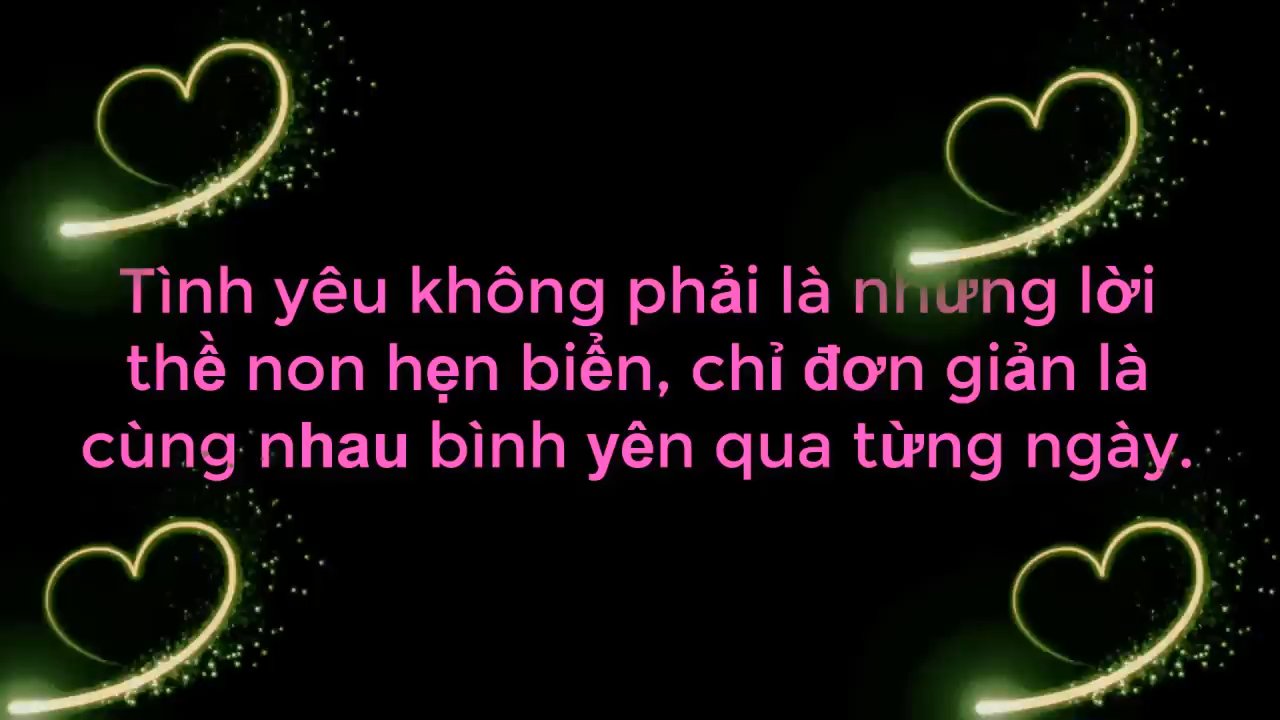 Tình yêu không phải là những lời
thề non hẹn biển, chỉ đơn giản là
cùng nhau bình yên qua từng ngày.